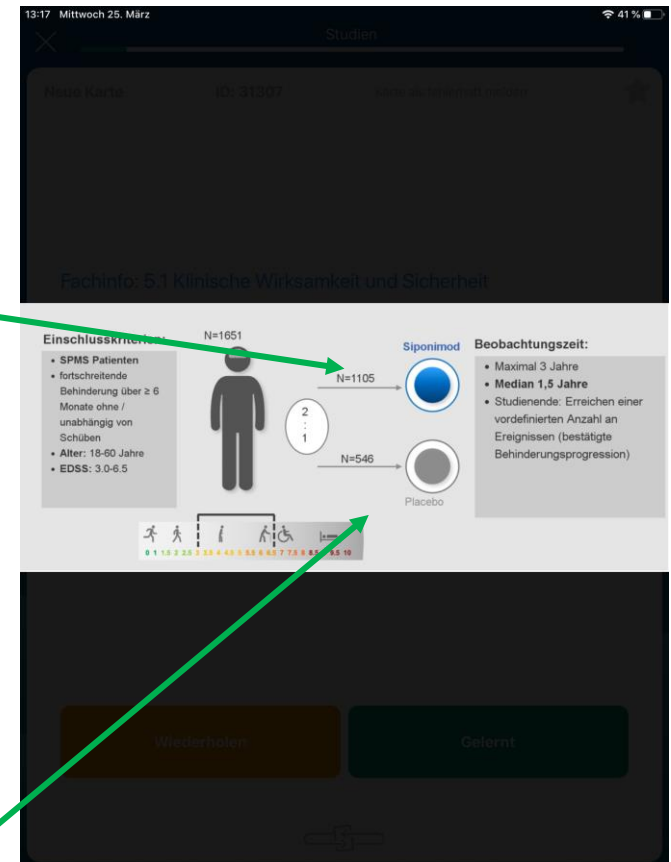 13:17 Mittwoch 25. März
41 %
Studien
Neue Karte
ID: 31307
Fachinfo: 5.1 Klinische Wirksamkeit und Sicherheit
Einschlusskriterien:
• SPMS Patienten
• fortschreitende
Behinderung über ≥ 6
Monate ohne /
unabhängig von
Schüben
• Alter: 18-60 Jahre
• EDSS: 3.0-6.5
N=1651
2
:
1
N=1105
N=546
Siponimod
Placebo
Beobachtungszeit:
• Maximal 3 Jahre
• Median 1,5 Jahre
• Studienende: Erreichen einer
vordefinierten Anzahl an
Ereignissen (bestätigte
Behinderungsprogression)
0 1 1.5 2 2.5 3 3.5 4 4.5 5 5.5 6 6.5 7 7.5 8 8.5 9.5 10
Wiederholen
Gelernt